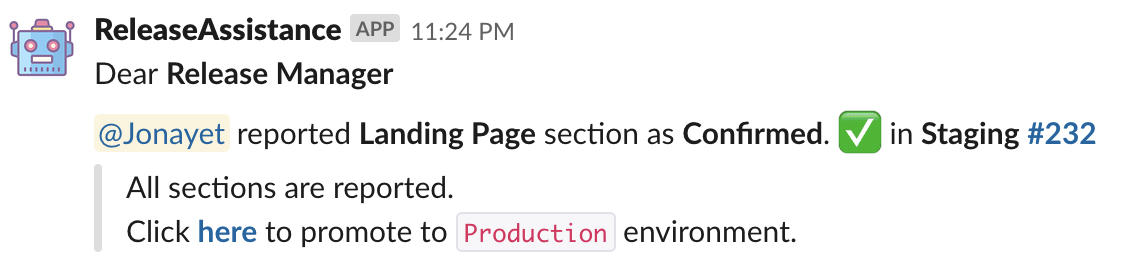 ReleaseAssistance APP 11:24 PM
Dear Release Manager
@Jonayet reported Landing Page section as Confirmed. ✅ in Staging #232
All sections are reported.
Click here to promote to Production environment.